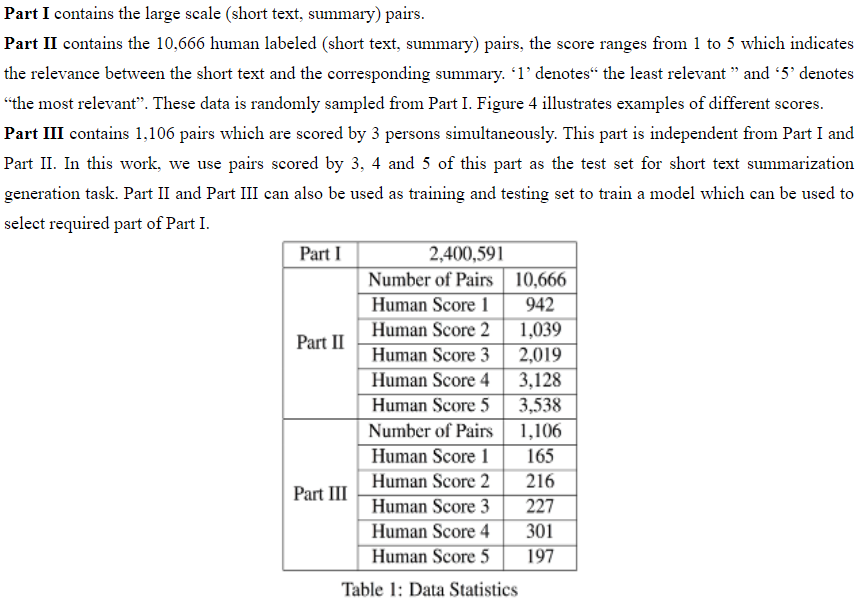 Part I contains the large scale (short text, summary) pairs.
Part II contains the 10,666 human labeled (short text, summary) pairs, the score ranges from 1 to 5 which indicates
the relevance between the short text and the corresponding summary. ‘1’ denotes“ the least relevant ” and ‘5’ denotes
“the most relevant”. These data is randomly sampled from Part I. Figure 4 illustrates examples of different scores.
Part III contains 1,106 pairs which are scored by 3 persons simultaneously. This part is independent from Part I and
Part II. In this work, we use pairs scored by 3, 4 and 5 of this part as the test set for short text summarization
generation task. Part II and Part III can also be used as training and testing set to train a model which can be used to
select required part of Part I.
Part I 2,400,591
Part II
Number of Pairs 10,666
Human Score 1 942
Human Score 2 1,039
Human Score 3 2,019
Human Score 4 3,128
Human Score 5 3,538
Part III
Number of Pairs 1,106
Human Score 1 165
Human Score 2 216
Human Score 3 227
Human Score 4 301
Human Score 5 197
Table 1: Data Statistics